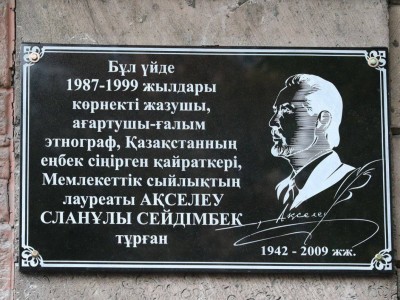 Бұл үйде
1987-1999 жылдары
көрнекті жазушы,
ағартушы-ғалым
этнограф, Қазақстанның
еңбек сіңірген қайраткері,
Мемлекеттік сыйлықтың
лауреаты АҚСЕЛЕУ
СЛАНҰЛЫ СЕЙДІМБЕК
тұрған
Ақселеу
1942 - 2009 жж.